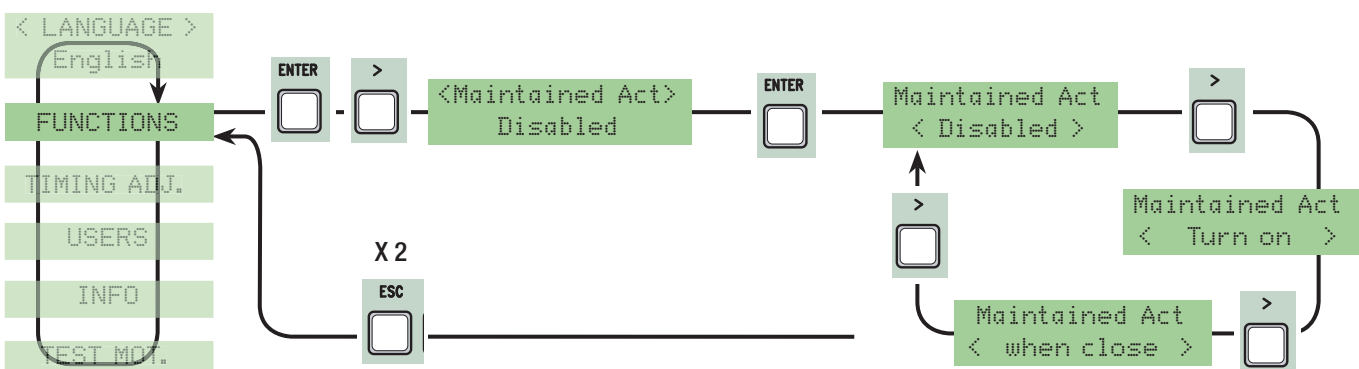 < LANGUAGE >
English
FUNCTIONS
TIMING ADJ.
USERS
INFO
TEST MOT.
ENTER
>
<Maintained Act>
Disabled
ENTER
Maintained Act
< Disabled >
>
Maintained Act
< Turn on >
>
Maintained Act
< when close >
>
X 2
ESC